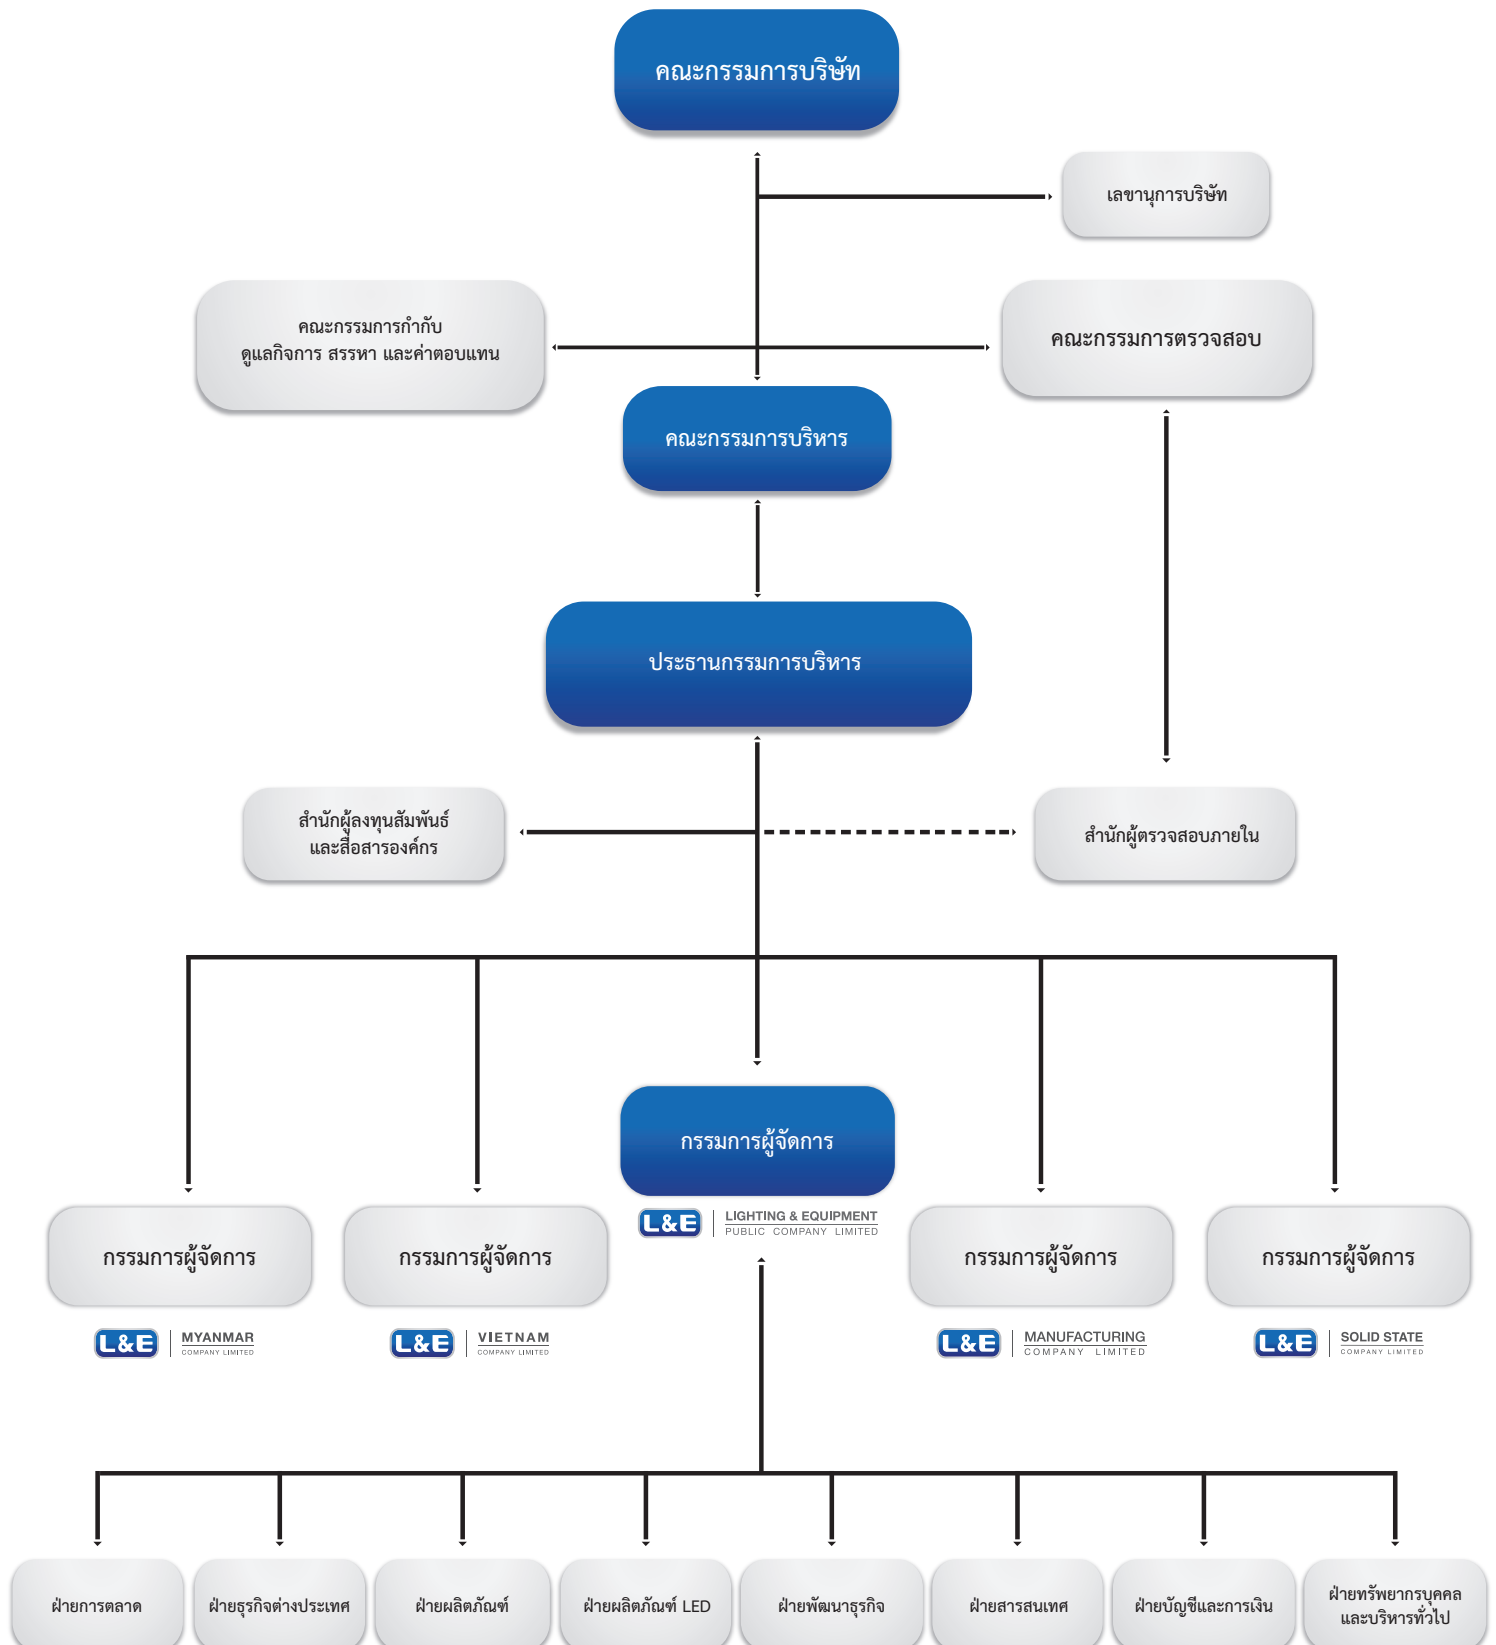 คณะกรรมการบริษัท
เลขานุการบริษัท
คณะกรรมการกำกับ
ดูแลกิจการ สรรหา และค่าตอบแทน
คณะกรรมการตรวจสอบ
คณะกรรมการบริหาร
ประธานกรรมการบริหาร
สำนักผู้ลงทุนสัมพันธ์
และสื่อสารองค์กร
สำนักผู้ตรวจสอบภายใน
กรรมการผู้จัดการ
L&E LIGHTING & EQUIPMENT
PUBLIC COMPANY LIMITED
กรรมการผู้จัดการ
L&E MYANMAR
COMPANY LIMITED
กรรมการผู้จัดการ
L&E VIETNAM
COMPANY LIMITED
กรรมการผู้จัดการ
L&E MANUFACTURING
COMPANY LIMITED
กรรมการผู้จัดการ
L&E SOLID STATE
COMPANY LIMITED
ฝ่ายการตลาด
ฝ่ายธุรกิจต่างประเทศ
ฝ่ายผลิตภัณฑ์
ฝ่ายผลิตภัณฑ์ LED
ฝ่ายพัฒนาธุรกิจ
ฝ่ายสารสนเทศ
ฝ่ายบัญชีและการเงิน
ฝ่ายทรัพยากรบุคคล
และบริหารทั่วไป